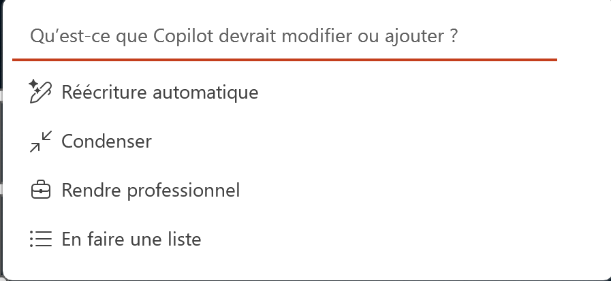 Qu’est-ce que Copilot devrait modifier ou ajouter ?
Réécriture automatique
Condenser
Rendre professionnel
En faire une liste